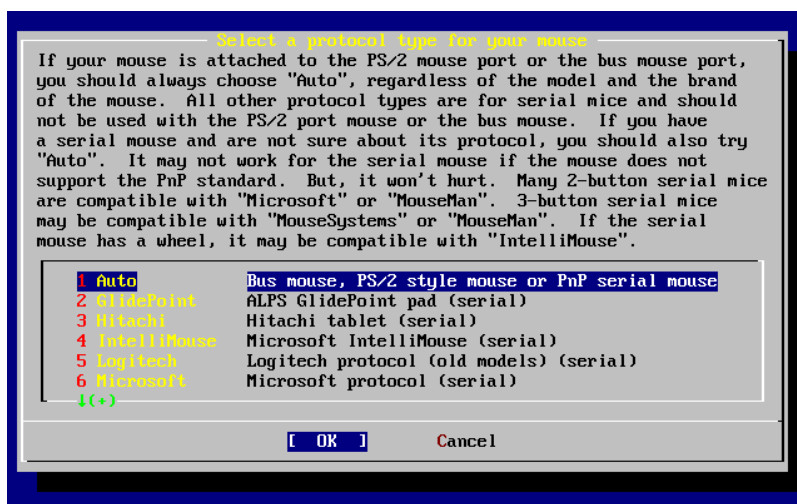 Select a protocol type for your mouse
If your mouse is attached to the PS/2 mouse port or the bus mouse port,
you should always choose "Auto", regardless of the model and the brand
of the mouse.  All other protocol types are for serial mice and should
not be used with the PS/2 port mouse or the bus mouse.  If you have
a serial mouse and are not sure about its protocol, you should also try
"Auto".  It may not work for the serial mouse if the mouse does not
support the PnP standard.  But, it won't hurt.  Many 2-button serial mice
are compatible with "Microsoft" or "MouseMan".  3-button serial mice
may be compatible with "MouseSystems" or "MouseMan".  If the serial
mouse has a wheel, it may be compatible with "IntelliMouse".
1 Auto Bus mouse, PS/2 style mouse or PnP serial mouse
2 GlidePoint ALPS GlidePoint pad (serial)
3 Hitachi Hitachi tablet (serial)
4 IntelliMouse Microsoft IntelliMouse (serial)
5 Logitech Logitech protocol (old models) (serial)
6 Microsoft Microsoft protocol (serial)
↓(+)
[ OK ] Cancel